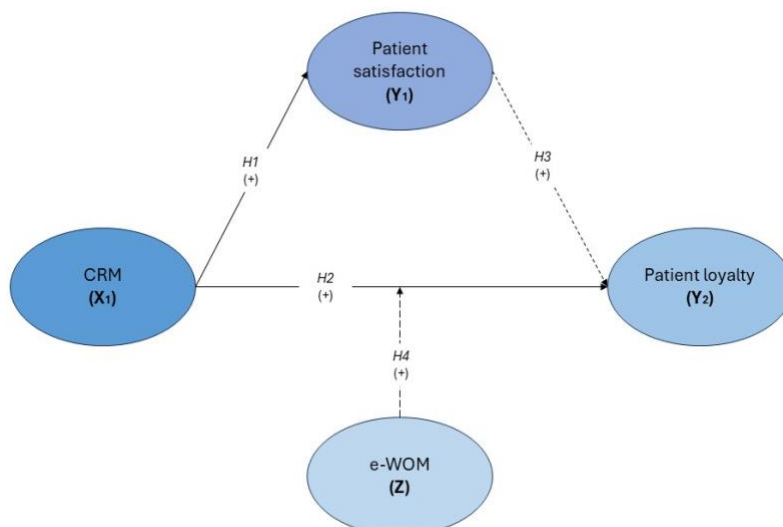 Patient
satisfaction
(Y₁)
H1
(+)
H3
(+)
CRM
(X₁)
H2
(+)
Patient loyalty
(Y₂)
H4
(+)
e-WOM
(Z)